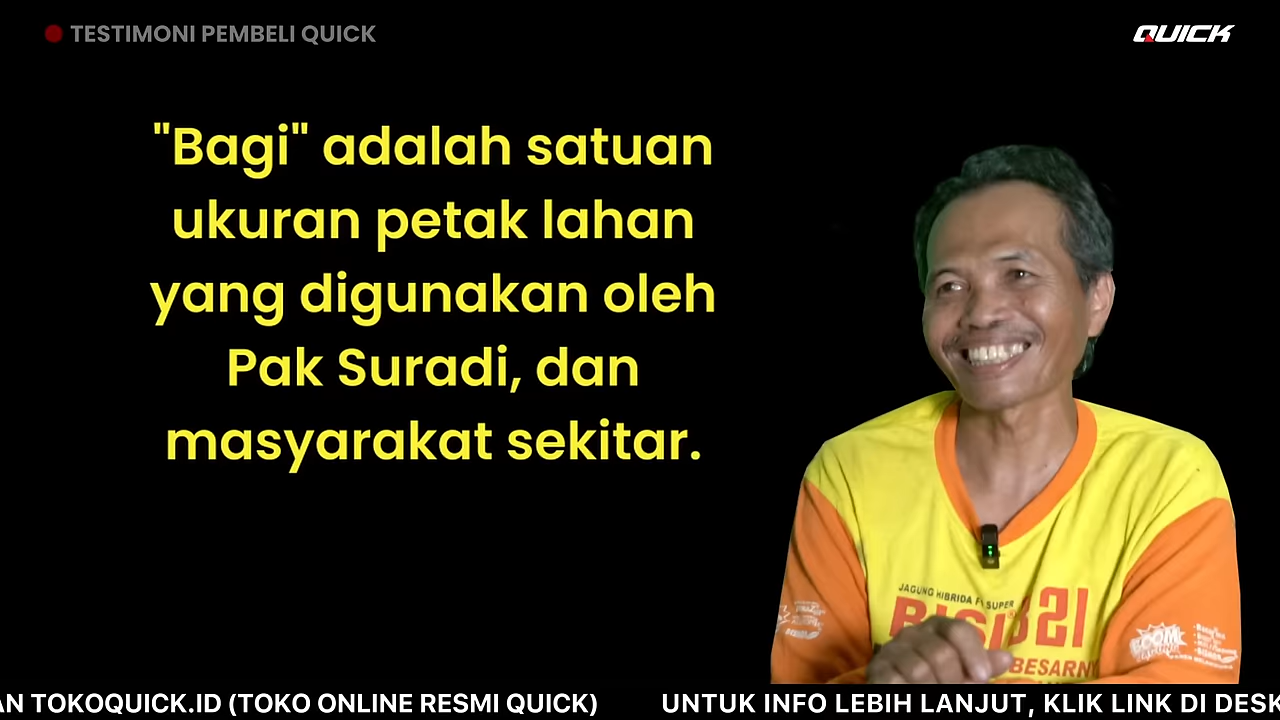 TESTIMONI PEMBELI QUICK
QUICK
"Bagi" adalah satuan
ukuran petak lahan
yang digunakan oleh
Pak Suradi, dan
masyarakat sekitar.
JAGUNG HIBRIDA F1 SUPER
BISI 321
BESARNY
BOOM
AN TOKOQUICK.ID (TOKO ONLINE RESMI QUICK) UNTUK INFO LEBIH LANJUT, KLIK LINK DI DESK